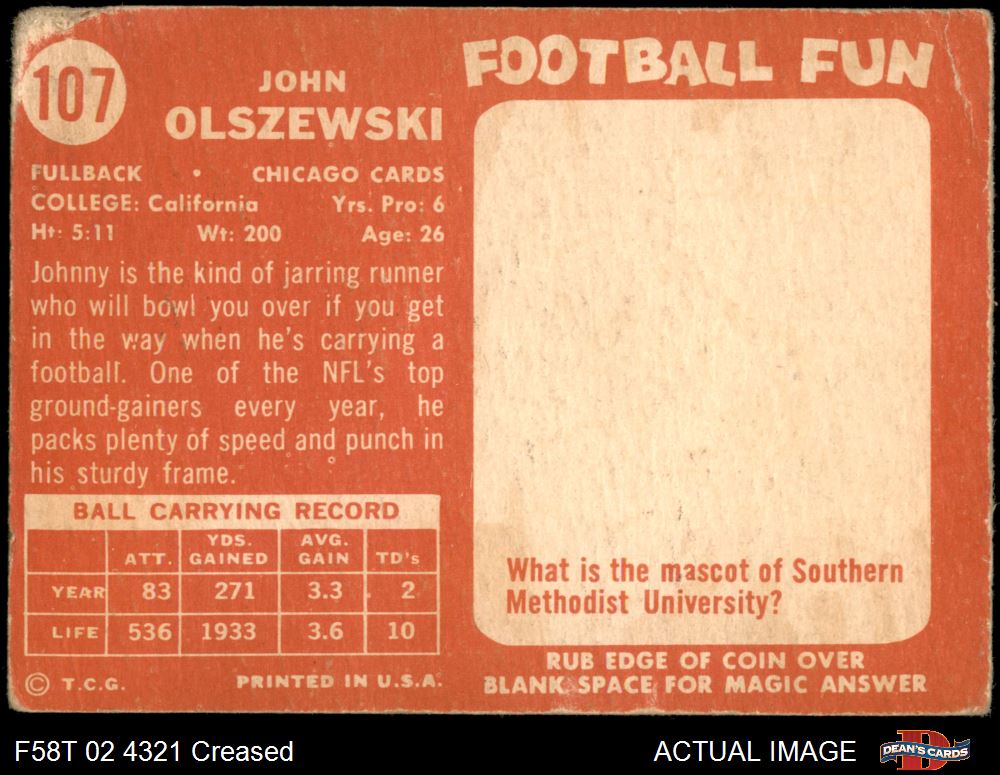 107
JOHN
OLSZEWSKI
FULLBACK • CHICAGO CARDS
COLLEGE: California Yrs. Pro: 6
Ht: 5:11 Wt: 200 Age: 26
Johnny is the kind of jarring runner
who will bowl you over if you get
in the way when he's carrying a
football. One of the NFL's top
ground-gainers every year, he
packs plenty of speed and punch in
his sturdy frame.
BALL CARRYING RECORD
ATT. YDS. GAINED AVG. GAIN TD's
YEAR 83 271 3.3 2
LIFE 536 1933 3.6 10
© T.C.G. PRINTED IN U.S.A.
FOOTBALL FUN
What is the mascot of Southern
Methodist University?
RUB EDGE OF COIN OVER
BLANK SPACE FOR MAGIC ANSWER
F58T 02 4321 Creased
ACTUAL IMAGE
DEAN'S CARDS